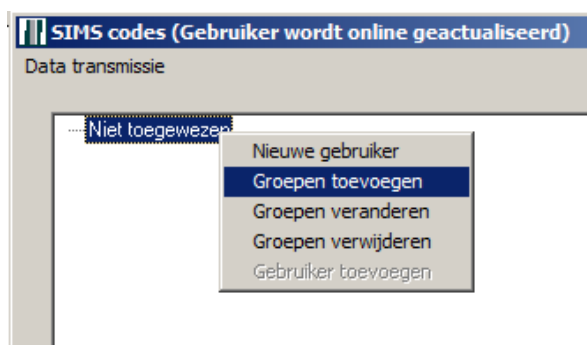 SIMS codes (Gebruiker wordt online geactualiseerd)
Data transmissie
Niet toegewezen
Nieuwe gebruiker
Groepen toevoegen
Groepen veranderen
Groepen verwijderen
Gebruiker toevoegen